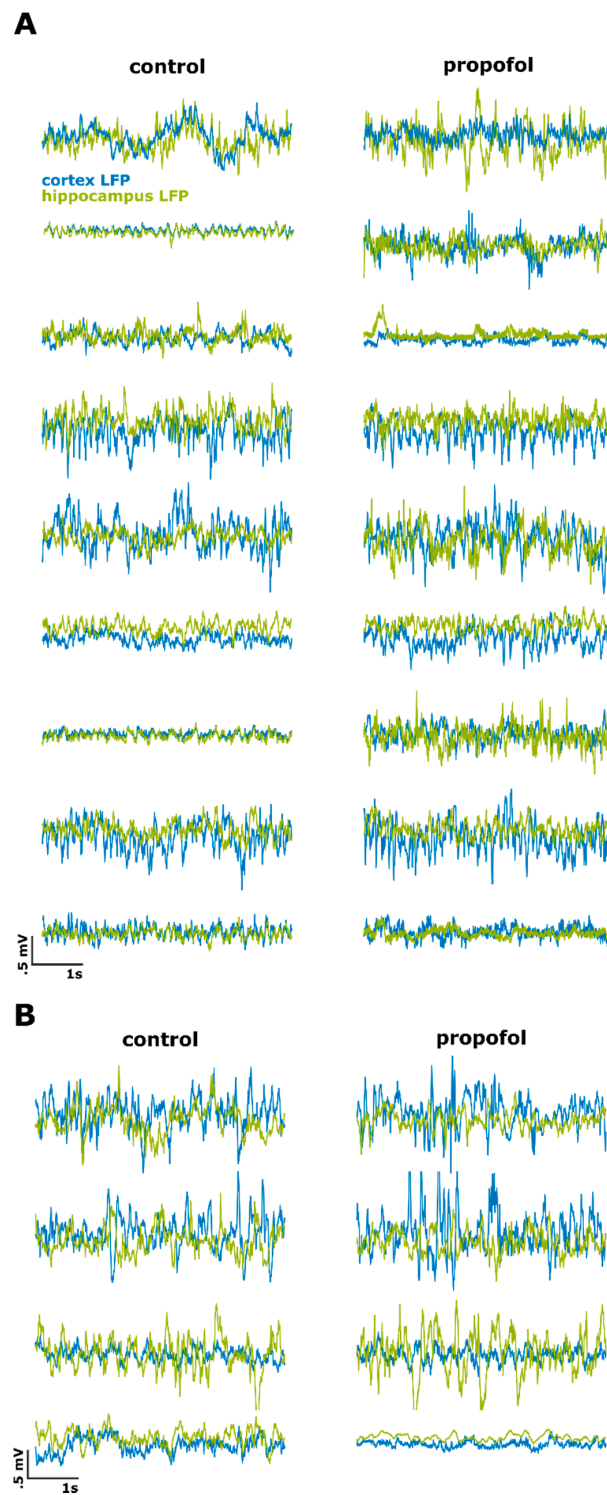 A
control propofol
cortex LFP
hippocampus LFP
.5 mV
1s
B
control propofol
.5 mV
1s